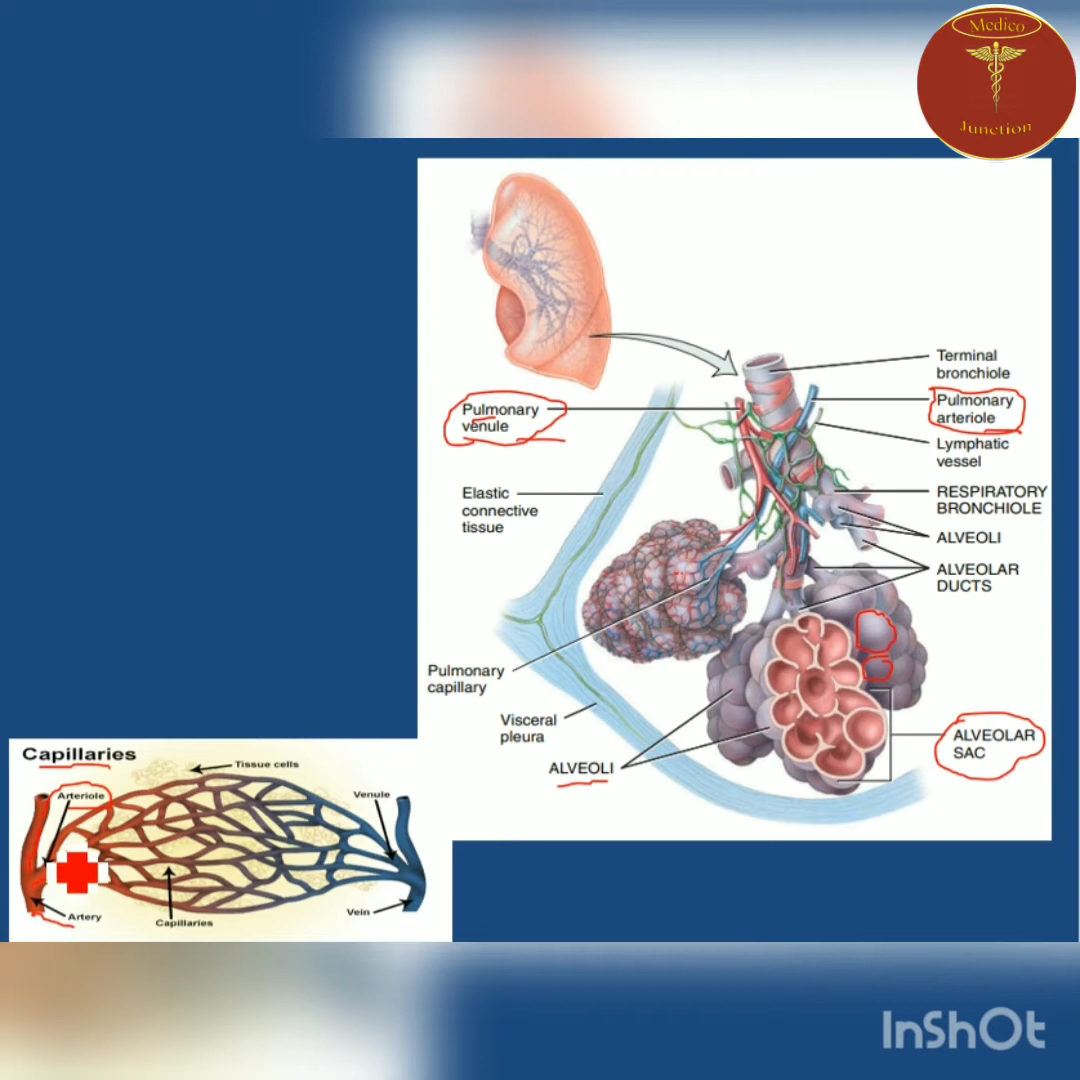 Medico
Junction
Terminal
bronchiole
Pulmonary
arteriole
Pulmonary
venule
Lymphatic
vessel
Elastic
connective
tissue
RESPIRATORY
BRONCHIOLE
ALVEOLI
ALVEOLAR
DUCTS
Pulmonary
capillary
Visceral
pleura
ALVEOLI
ALVEOLAR
SAC
Capillaries
Tissue cells
Arteriole
Venule
Artery
Capillaries
Vein
InShOt